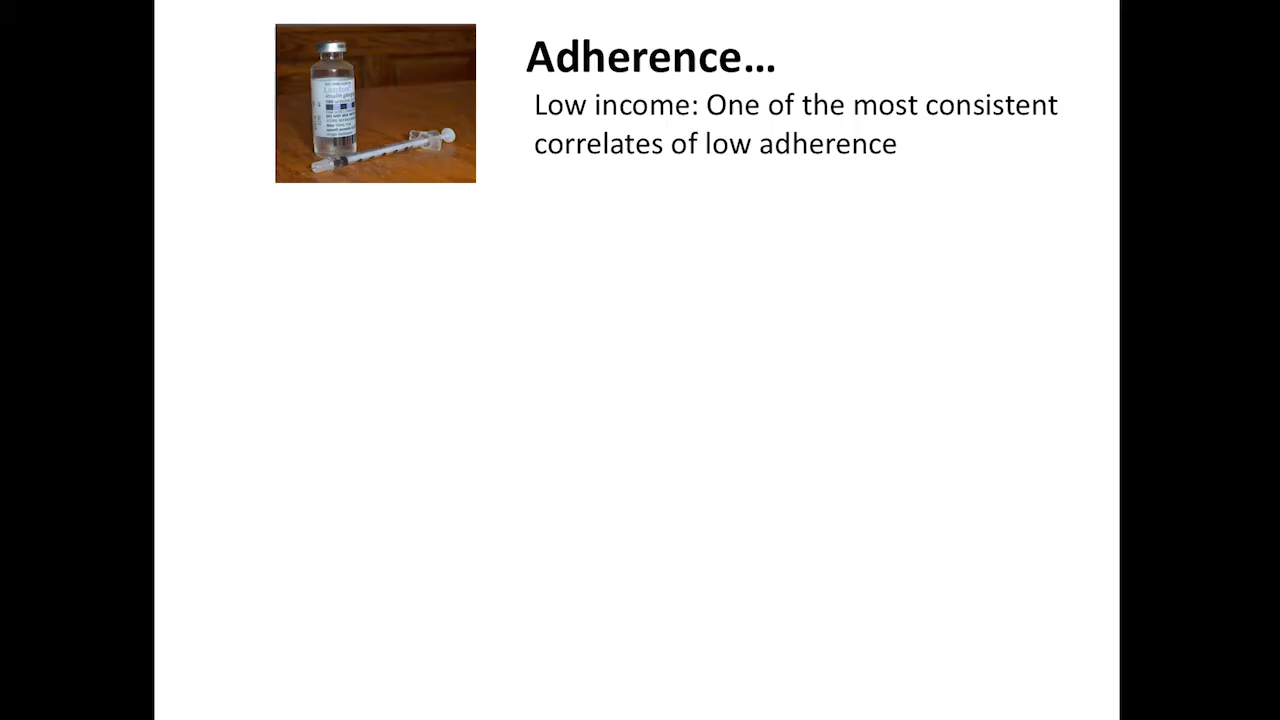 Adherence…
Low income: One of the most consistent
correlates of low adherence